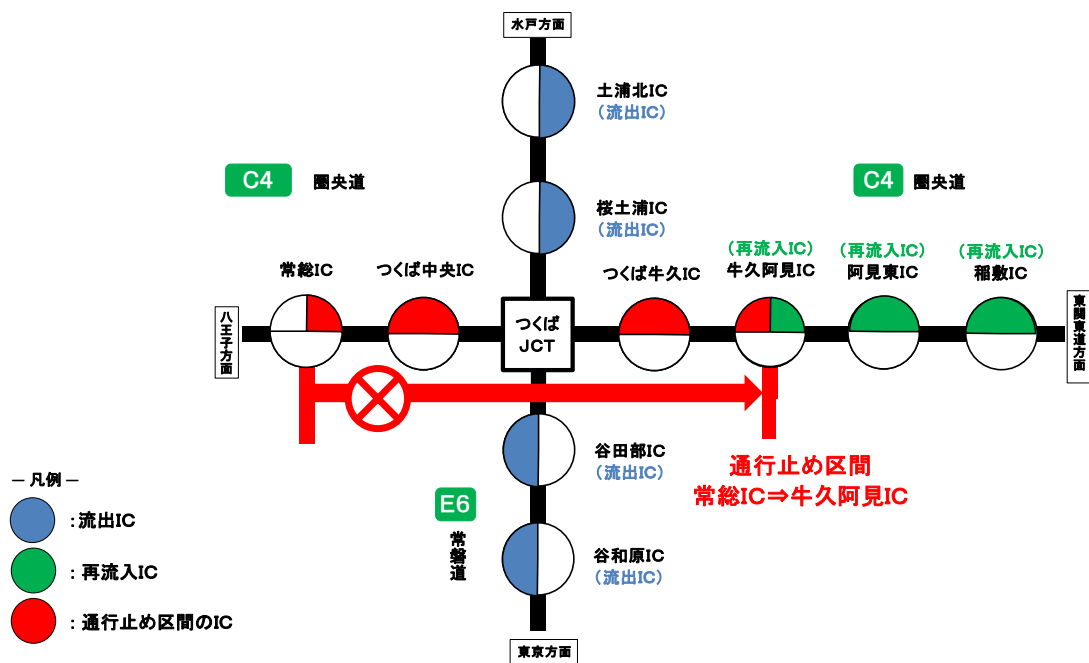 水戸方面
土浦北IC
（流出IC）
C4
圏央道
C4
圏央道
桜土浦IC
（流出IC）
常総IC
つくば中央IC
つくば牛久IC
（再流入IC）
牛久阿見IC
（再流入IC）
阿見東IC
（再流入IC）
稲敷IC
八王子方面
つくば
JCT
東関東道方面
谷田部IC
（流出IC）
通行止め区間
常総IC⇒牛久阿見IC
E6
常磐道
谷和原IC
（流出IC）
東京方面
― 凡例 ―
：流出IC
：再流入IC
：通行止め区間のIC